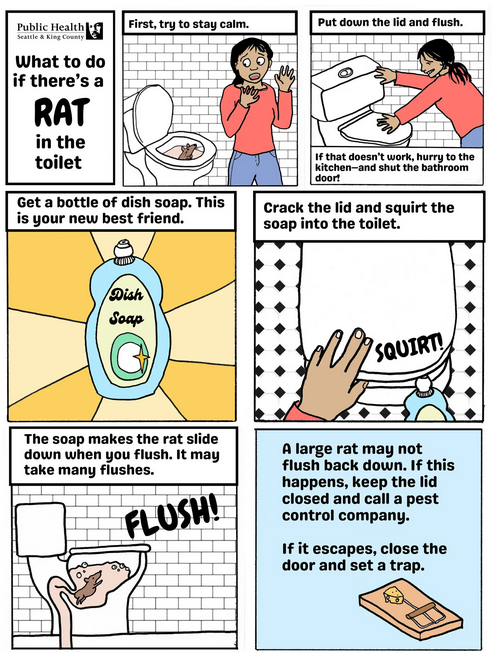 Public Health
Seattle & King County
What to do
if there's a
RAT
in the
toilet
First, try to stay calm.
Put down the lid and flush.
If that doesn't work, hurry to the
kitchen—and shut the bathroom
door!
Get a bottle of dish soap. This
is your new best friend.
Dish
Soap
Crack the lid and squirt the
soap into the toilet.
SQUIRT!
The soap makes the rat slide
down when you flush. It may
take many flushes.
FLUSH!
A large rat may not
flush back down. If this
happens, keep the lid
closed and call a pest
control company.
If it escapes, close the
door and set a trap.